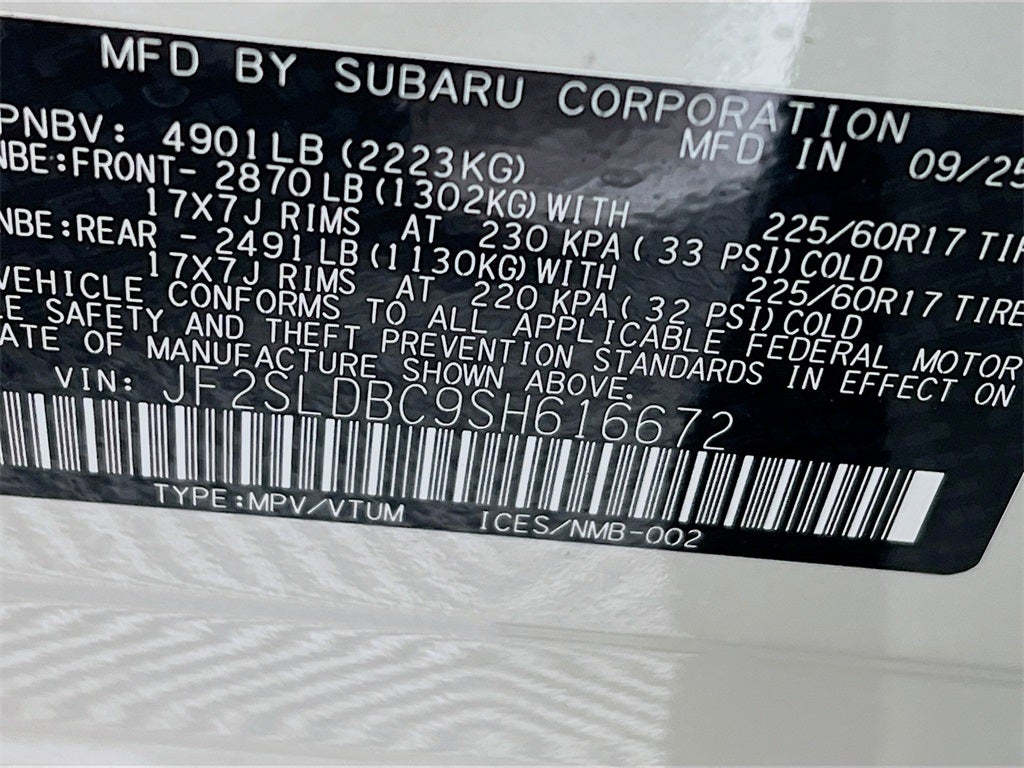 MFD BY SUBARU CORPORATION
MFD IN 09/25
PNBV: 4901LB (2223KG)
NBE:FRONT- 2870LB(1302KG)WITH 225/60R17 TIR
17X7J RIMS AT 230 KPA( 33 PSI)COLD
NBE:REAR - 2491LB(1130KG)WITH 225/60R17 TIRE
17X7J RIMS AT 220 KPA( 32 PSI)COLD
VEHICLE CONFORMS TO ALL APPLICABLE FEDERAL MOTOR
LE SAFETY AND THEFT PREVENTION STANDARDS IN EFFECT ON
ATE OF MANUFACTURE SHOWN ABOVE.
VIN: JF2SLDBC9SH616672
TYPE:MPV/VTUM ICES/NMB-002